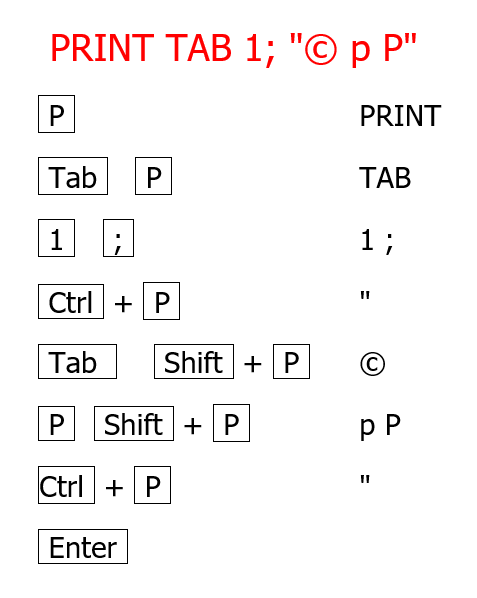 PRINT TAB 1; "© p P"
P PRINT
Tab P TAB
1 ; 1 ;
Ctrl + P "
Tab Shift + P ©
P Shift + P p P
Ctrl + P "
Enter